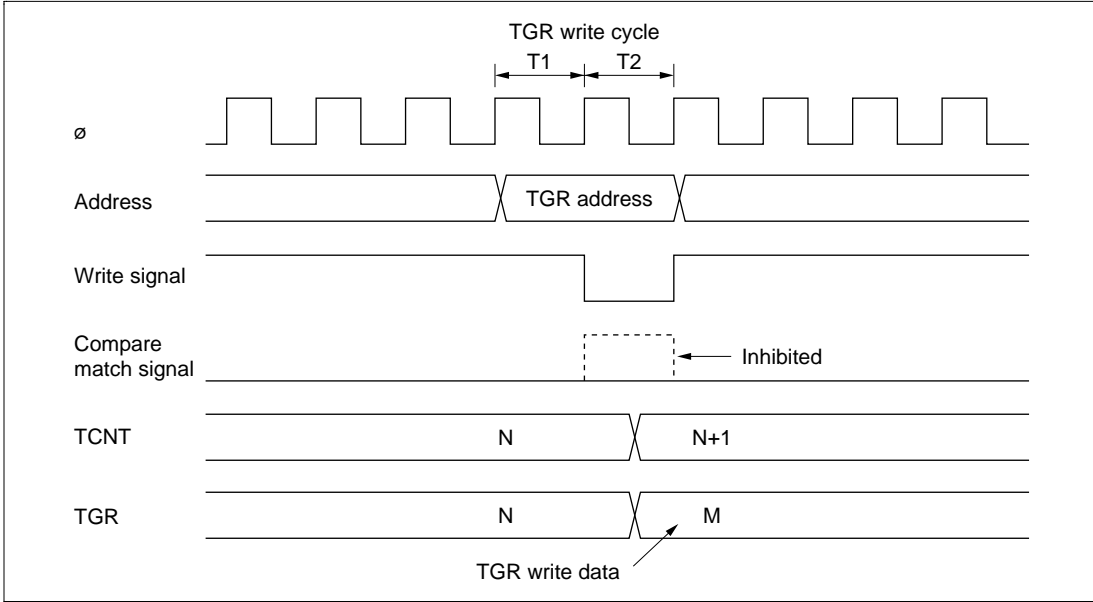 TGR write cycle
T1 T2
ø
Address TGR address
Write signal
Compare
match signal Inhibited
TCNT N N+1
TGR N M
TGR write data